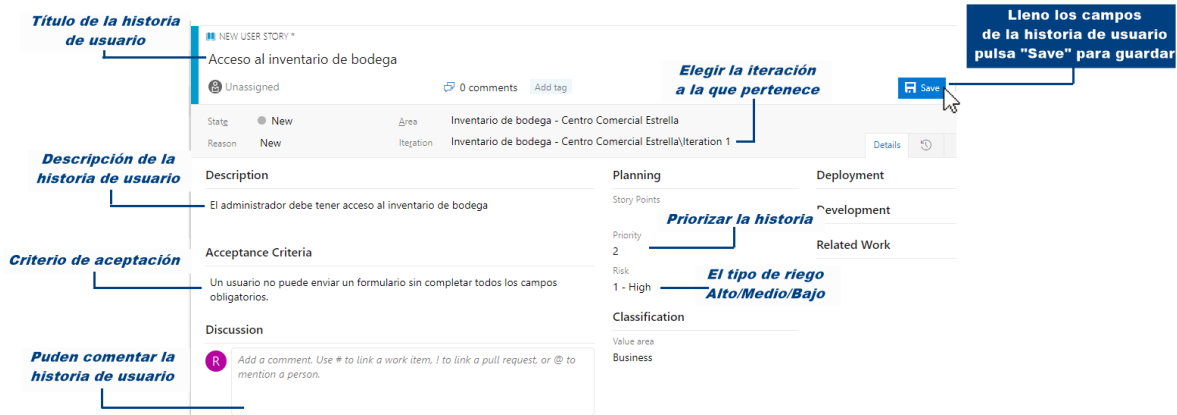 Título de la historia
de usuario
NEW USER STORY *
Acceso al inventario de bodega
Unassigned
0 comments
Add tag
Elegir la iteración
a la que pertenece
Lleno los campos
de la historia de usuario
pulsa "Save" para guardar
Save
State
New
Area
Inventario de bodega - Centro Comercial Estrella
Reason
New
Iteration
Inventario de bodega - Centro Comercial Estrella\Iteration 1
Details
Descripción de la
historia de usuario
Description
El administrador debe tener acceso al inventario de bodega
Planning
Story Points
Priorizar la historia
Priority
2
Deployment
Development
Related Work
Criterio de aceptación
Acceptance Criteria
Un usuario no puede enviar un formulario sin completar todos los campos
obligatorios.
Risk
1 - High
El tipo de riego
Alto/Medio/Bajo
Classification
Value area
Business
Discussion
Puden comentar la
historia de usuario
R
Add a comment. Use # to link a work item, ! to link a pull request, or @ to
mention a person.